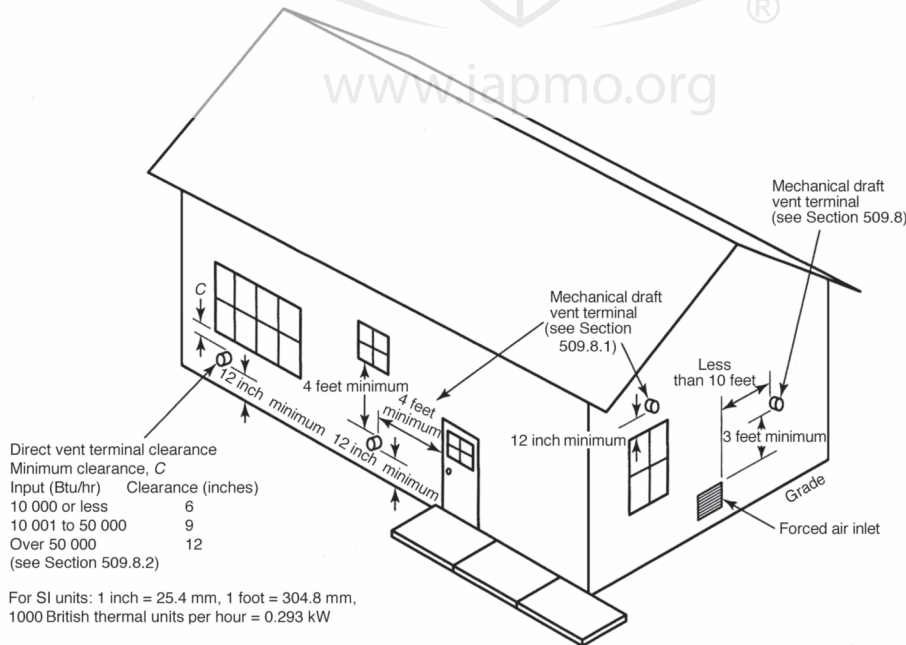 ®
www.iapmo.org
Mechanical draft
vent terminal
(see Section 509.8)
Mechanical draft
vent terminal
(see Section
509.8.1)
C
Less
than 10 feet
4 feet minimum
4 feet
minimum
12 inch minimum
12 inch minimum
12 inch minimum
3 feet minimum
Grade
Forced air inlet
Direct vent terminal clearance
Minimum clearance, C
Input (Btu/hr) Clearance (inches)
10 000 or less 6
10 001 to 50 000 9
Over 50 000 12
(see Section 509.8.2)
For SI units: 1 inch = 25.4 mm, 1 foot = 304.8 mm,
1000 British thermal units per hour = 0.293 kW